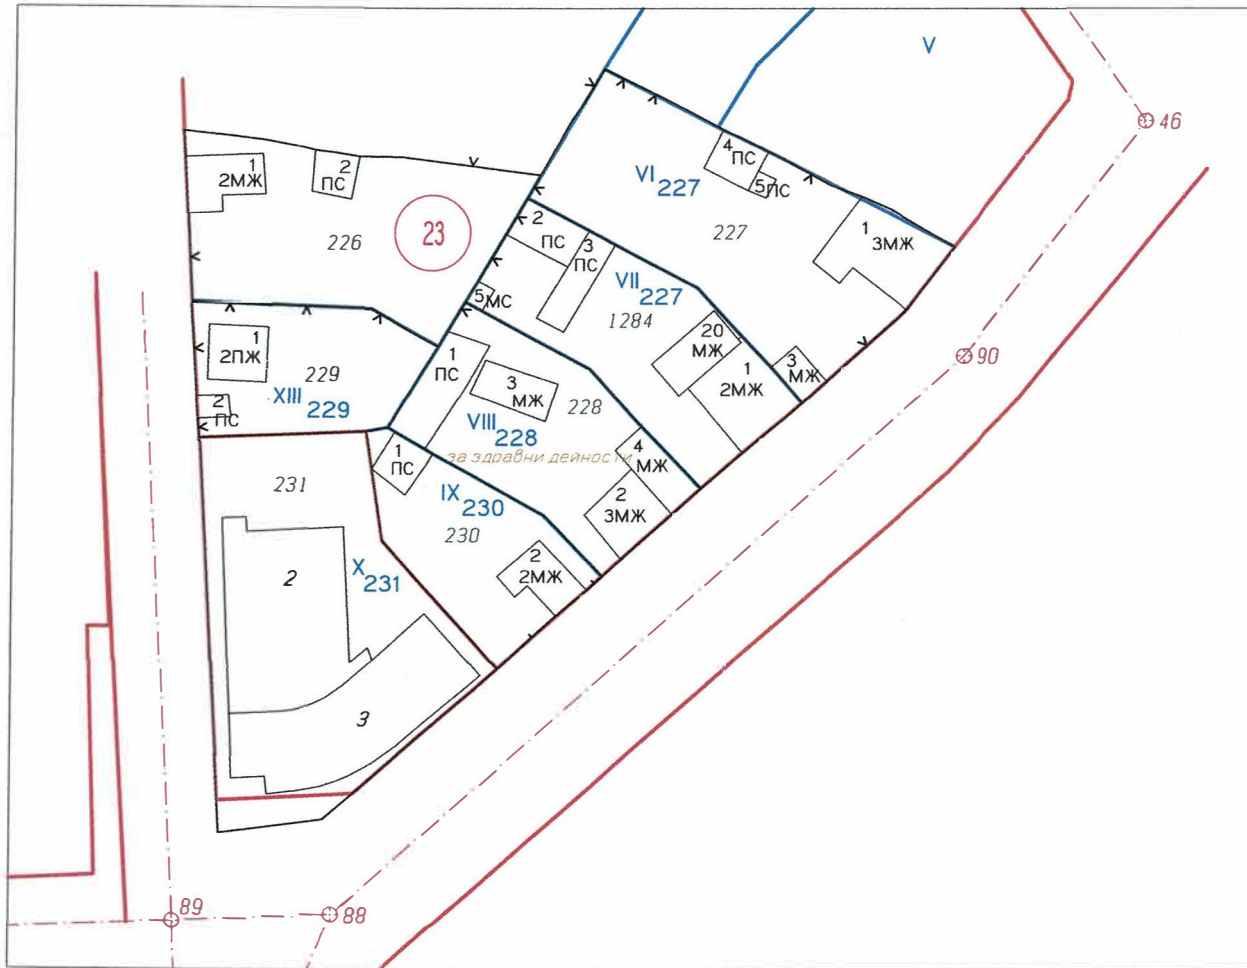 V
46
4
ПС
5ПС
VI 227
227
1
3МЖ
1
2МЖ
2
ПС
226
23
2
ПС
3
ПС
VII 227
1284
5МС
20
МЖ
1
2МЖ
3
МЖ
90
1
2ПЖ
229
XIII 229
2
ПС
1
ПС
3
МЖ
228
VIII 228
за здравни дейности
4
МЖ
2
3МЖ
1
ПС
IX 230
230
2
2МЖ
231
X 231
2
3
89
88